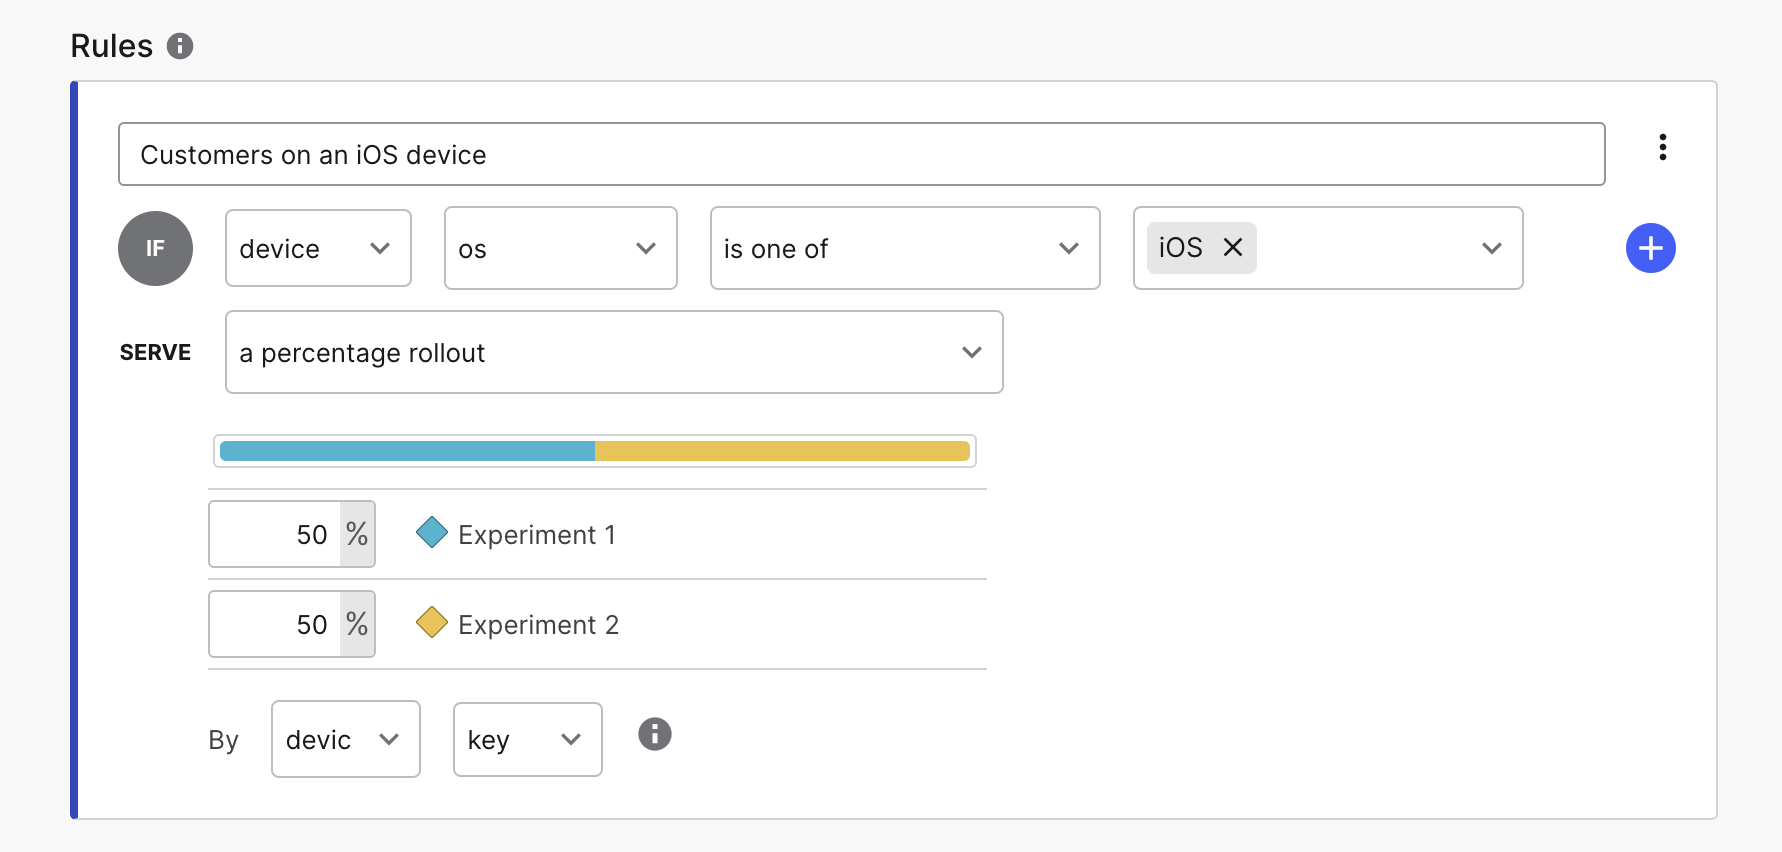 Rules
Customers on an iOS device
IF device os is one of iOS
SERVE a percentage rollout
50 % Experiment 1
50 % Experiment 2
By devic key